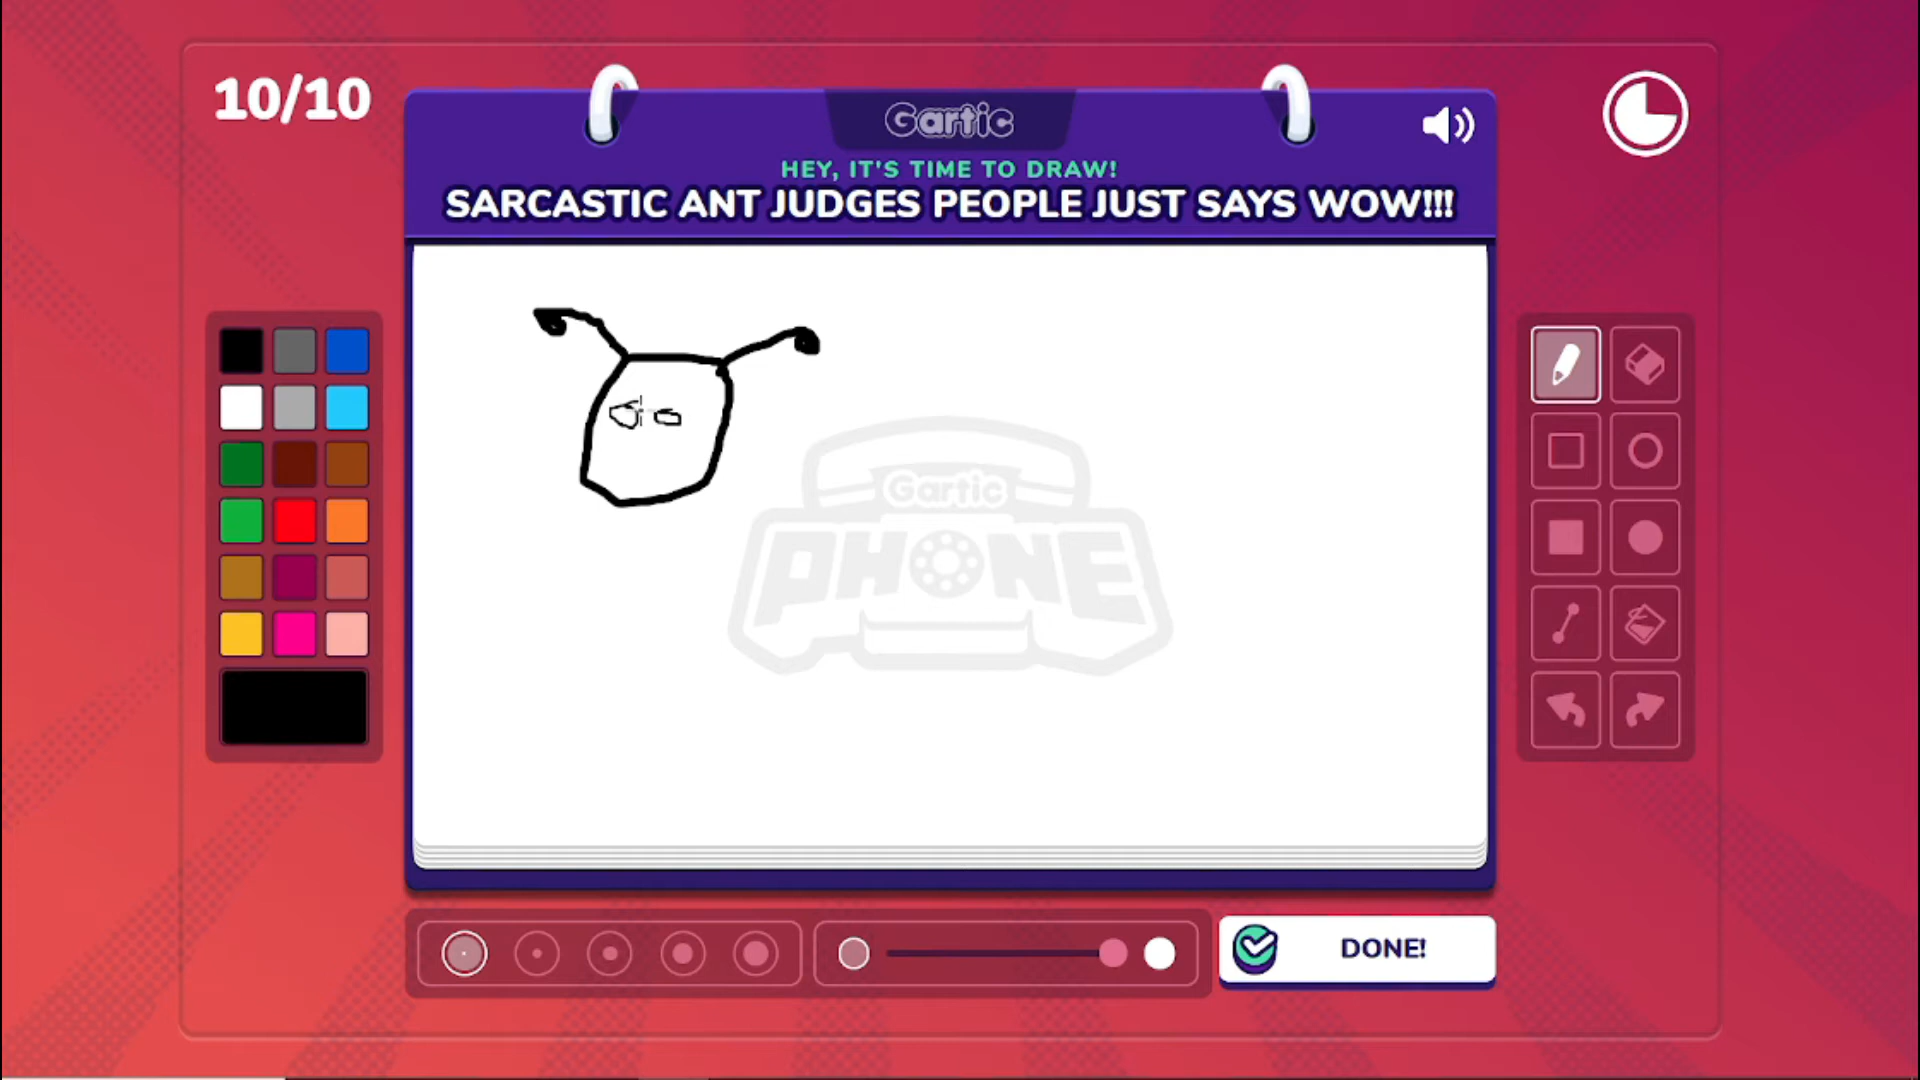 10/10
Gartic
HEY, IT'S TIME TO DRAW!
SARCASTIC ANT JUDGES PEOPLE JUST SAYS WOW!!!
Gartic
PHONE
DONE!